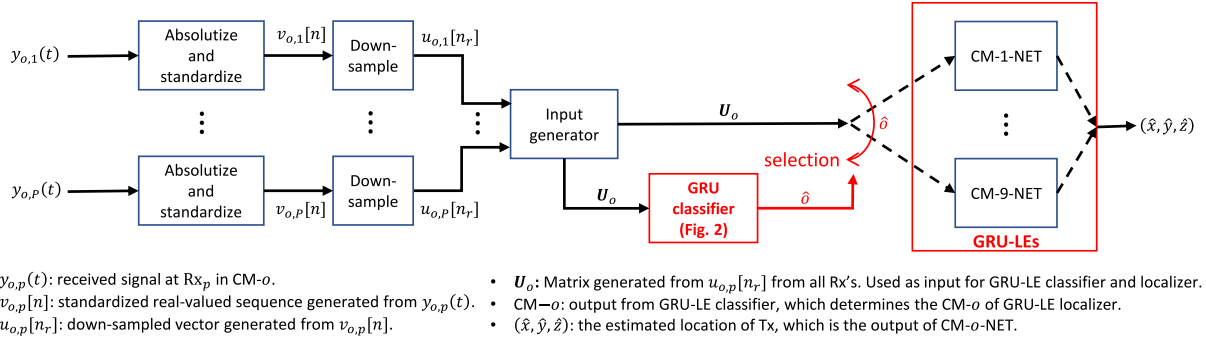 y_{o,1}(t)
Absolutize and standardize
v_{o,1}[n]
Down-sample
u_{o,1}[n_r]
⋮
⋮
⋮
y_{o,P}(t)
Absolutize and standardize
v_{o,P}[n]
Down-sample
u_{o,P}[n_r]
Input generator
U_o
U_o
GRU classifier (Fig. 2)
ô
selection
ô
CM-1-NET
⋮
CM-9-NET
GRU-LEs
(x̂, ŷ, ẑ)
y_{o,p}(t): received signal at Rx_p in CM-o.
v_{o,p}[n]: standardized real-valued sequence generated from y_{o,p}(t).
u_{o,p}[n_r]: down-sampled vector generated from v_{o,p}[n].
• U_o: Matrix generated from u_{o,p}[n_r] from all Rx's. Used as input for GRU-LE classifier and localizer.
• CM−o: output from GRU-LE classifier, which determines the CM-o of GRU-LE localizer.
• (x̂, ŷ, ẑ): the estimated location of Tx, which is the output of CM-o-NET.